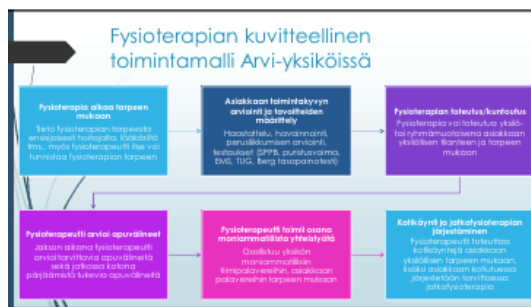 Fysioterapian kuvitteellinen
toimintamalli Arvi-yksiköissä
Fysioterapia alkaa tarpeen
mukaan
Tieto fysioterapian tarpeesta
ensisijaisesti hoitajalta, lääkäriltä
tms., myös fysioterapeutti itse voi
tunnistaa fysioterapian tarpeen
Asiakkaan toimintakyvyn
arviointi ja tavoitteiden
määrittely
Haastattelu, havainnointi,
perusliikkumisen arviointi,
testaukset (SPPB, puristusvoima,
EMS, TUG, Berg tasapainotesti)
Fysioterapian toteutus/kuntoutus
Fysioterapia voi toteutua yksilö-
tai ryhmämuotoisena asiakkaan
yksilöllisen tilanteen ja tarpeen
mukaan
Fysioterapeutti arvioi apuvälineet
Jakson aikana fysioterapeutti
arvioi tarvittavia apuvälineitä
sekä jatkossa kotona
pärjäämistä tukevia apuvälineitä
Fysioterapeutti toimii osana
moniammatillista yhteistyötä
Osallistuu yksikön
moniammatillisiin
tiimipalavereihin, asiakkaan
palavereihin tarpeen mukaan
Kotikäynti ja jatkofysioterapian
järjestäminen
Fysioterapeutti toteuttaa
kotikäyntejä asiakkaan
yksilöllisen tarpeen mukaan,
lisäksi asiakkaan kotiutuessa
järjestetään tarvittaessa
jatkofysioterapia